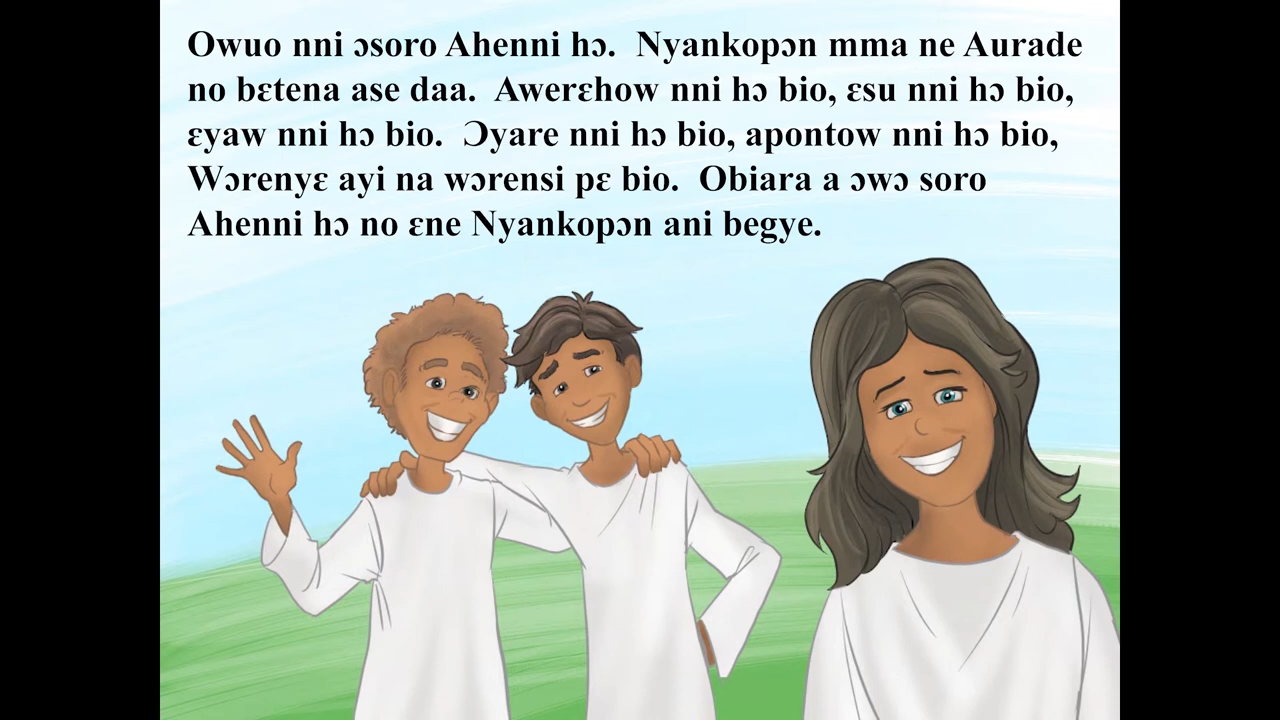 Owuo nni ɔsoro Ahenni hɔ. Nyankopɔn mma ne Aurade
no bɛtena ase daa. Awerɛhow nni hɔ bio, ɛsu nni hɔ bio,
ɛyaw nni hɔ bio. Ɔyare nni hɔ bio, apontow nni hɔ bio,
Wɔrenyɛ ayi na wɔrensi pɛ bio. Obiara a ɔwɔ soro
Ahenni hɔ no ɛne Nyankopɔn ani begye.